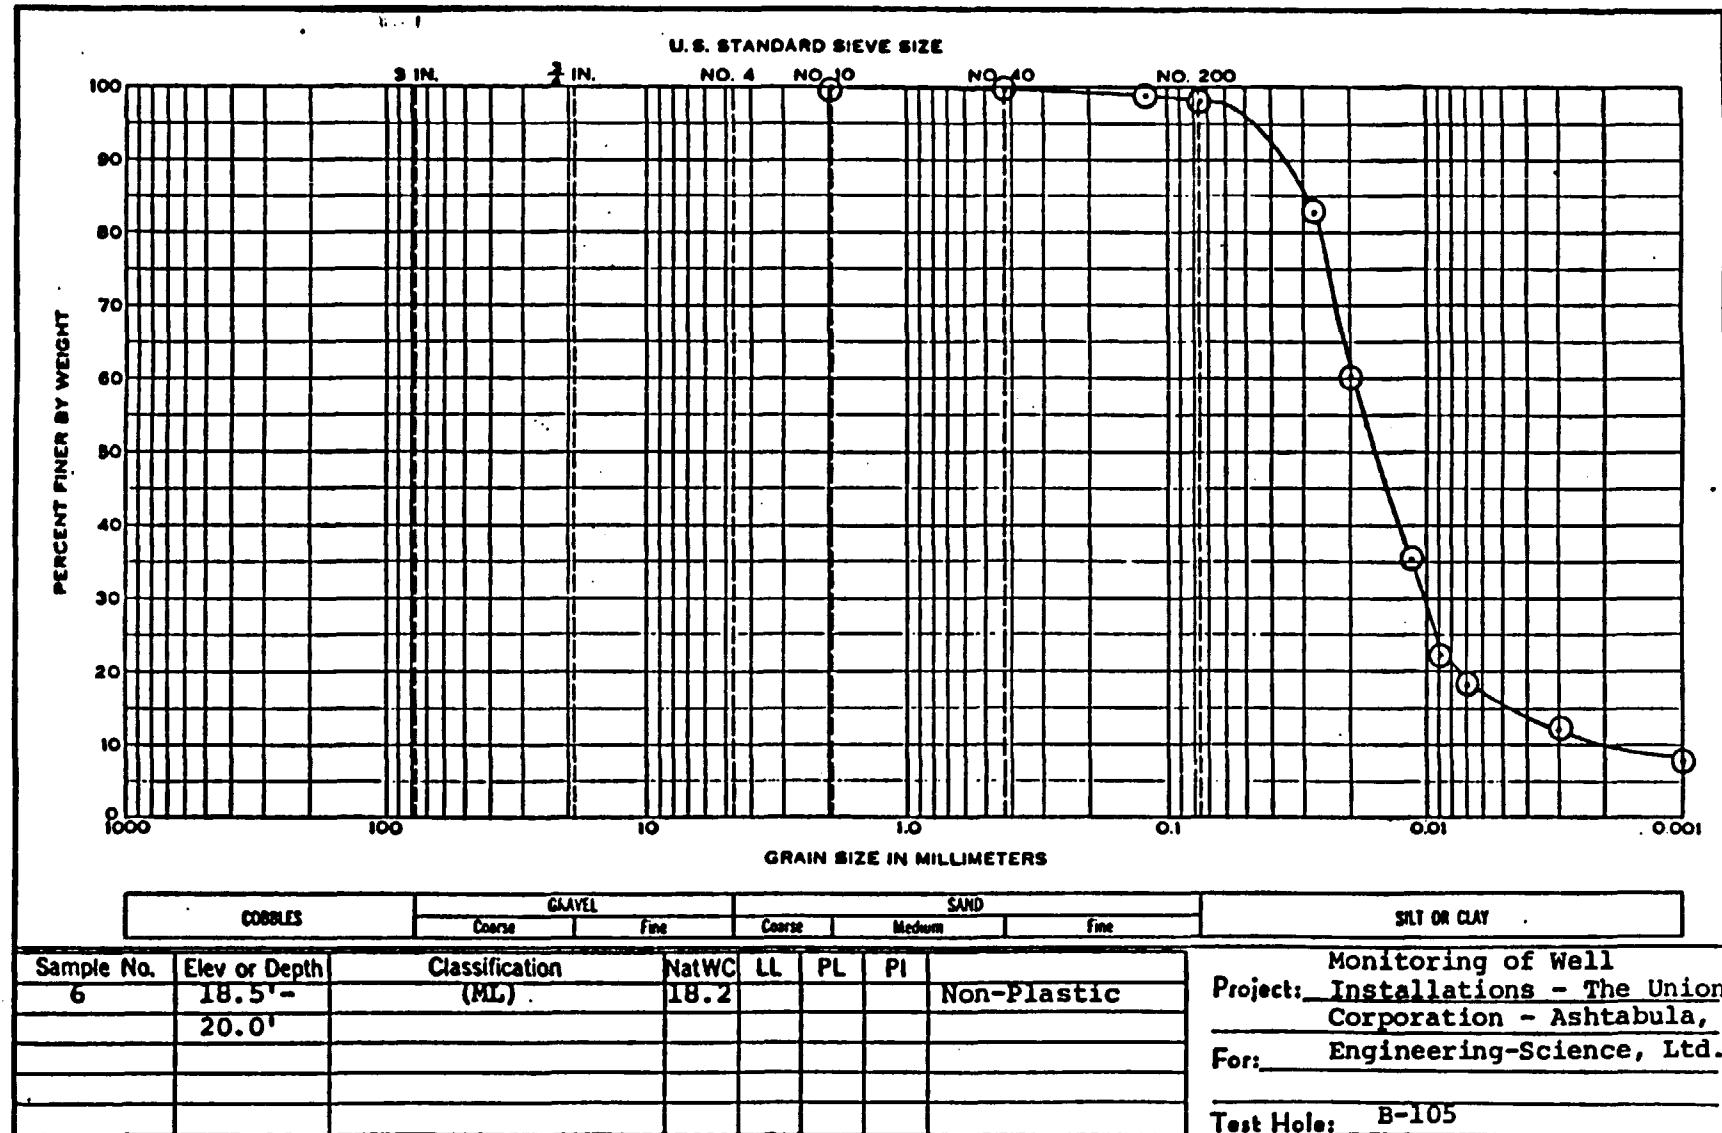 U.S. STANDARD SIEVE SIZE
3 IN. 3/4 IN. NO. 4 NO. 10 NO. 40 NO. 200
100
90
80
70
60
50
40
30
20
10
0
PERCENT FINER BY WEIGHT
1000 100 10 1.0 0.1 0.01 0.001
GRAIN SIZE IN MILLIMETERS
COBBLES GRAVEL SAND SILT OR CLAY
Coarse Fine Coarse Medium Fine
Sample No. Elev or Depth Classification NatWC LL PL PI
6 18.5'- (ML) 18.2 Non-Plastic
20.0'
Monitoring of Well
Project: Installations - The Union
Corporation - Ashtabula,
For: Engineering-Science, Ltd.
Test Hole: B-105